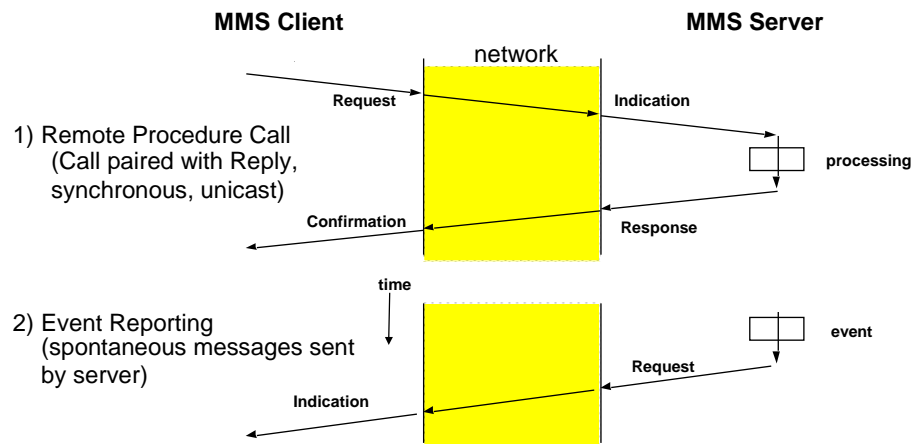 MMS Client
MMS Server
network
Request
Indication
1) Remote Procedure Call
(Call paired with Reply,
synchronous, unicast)
processing
Confirmation
Response
time
2) Event Reporting
(spontaneous messages sent
by server)
event
Request
Indication